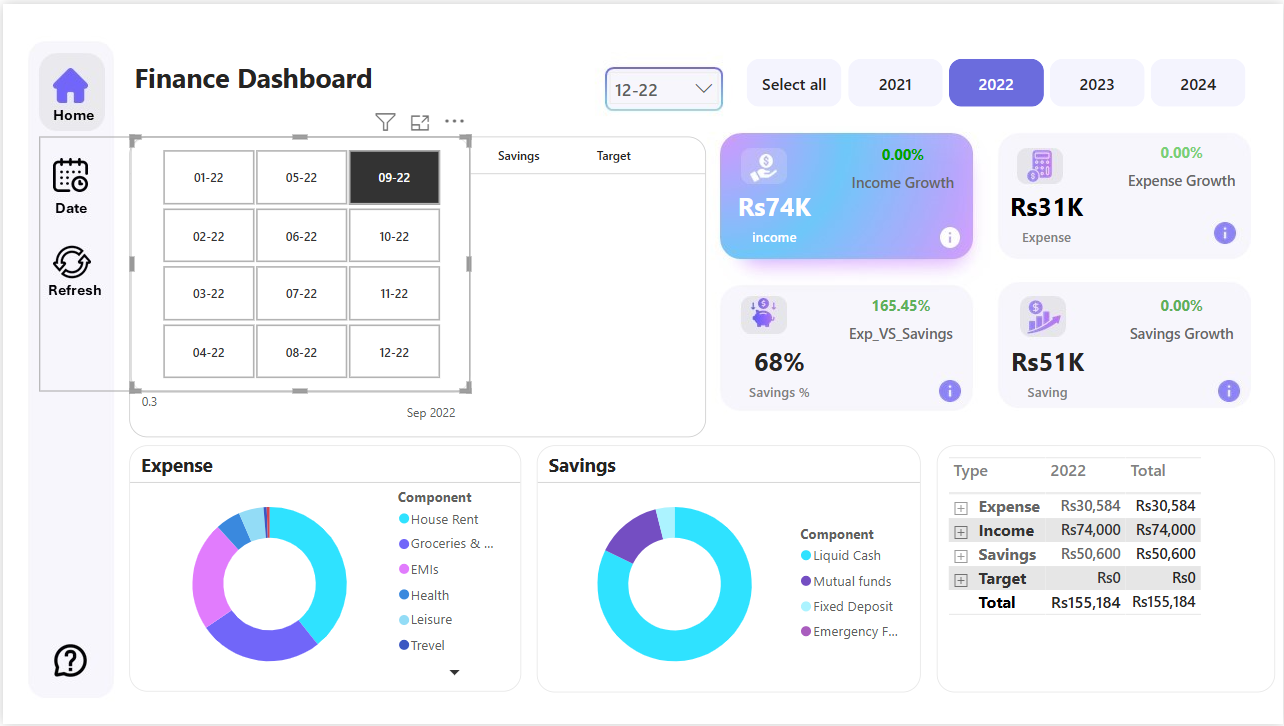 Finance Dashboard
12-22
Select all
2021
2022
2023
2024
Home
Date
Refresh
01-22
05-22
09-22
02-22
06-22
10-22
03-22
07-22
11-22
04-22
08-22
12-22
Savings
Target
0.3
Sep 2022
0.00%
Income Growth
Rs74K
income
0.00%
Expense Growth
Rs31K
Expense
165.45%
Exp_VS_Savings
68%
Savings %
0.00%
Savings Growth
Rs51K
Saving
Expense
Component
House Rent
Groceries & ...
EMIs
Health
Leisure
Trevel
Savings
Component
Liquid Cash
Mutual funds
Fixed Deposit
Emergency F...
Type 2022 Total
Expense Rs30,584 Rs30,584
Income Rs74,000 Rs74,000
Savings Rs50,600 Rs50,600
Target Rs0 Rs0
Total Rs155,184 Rs155,184